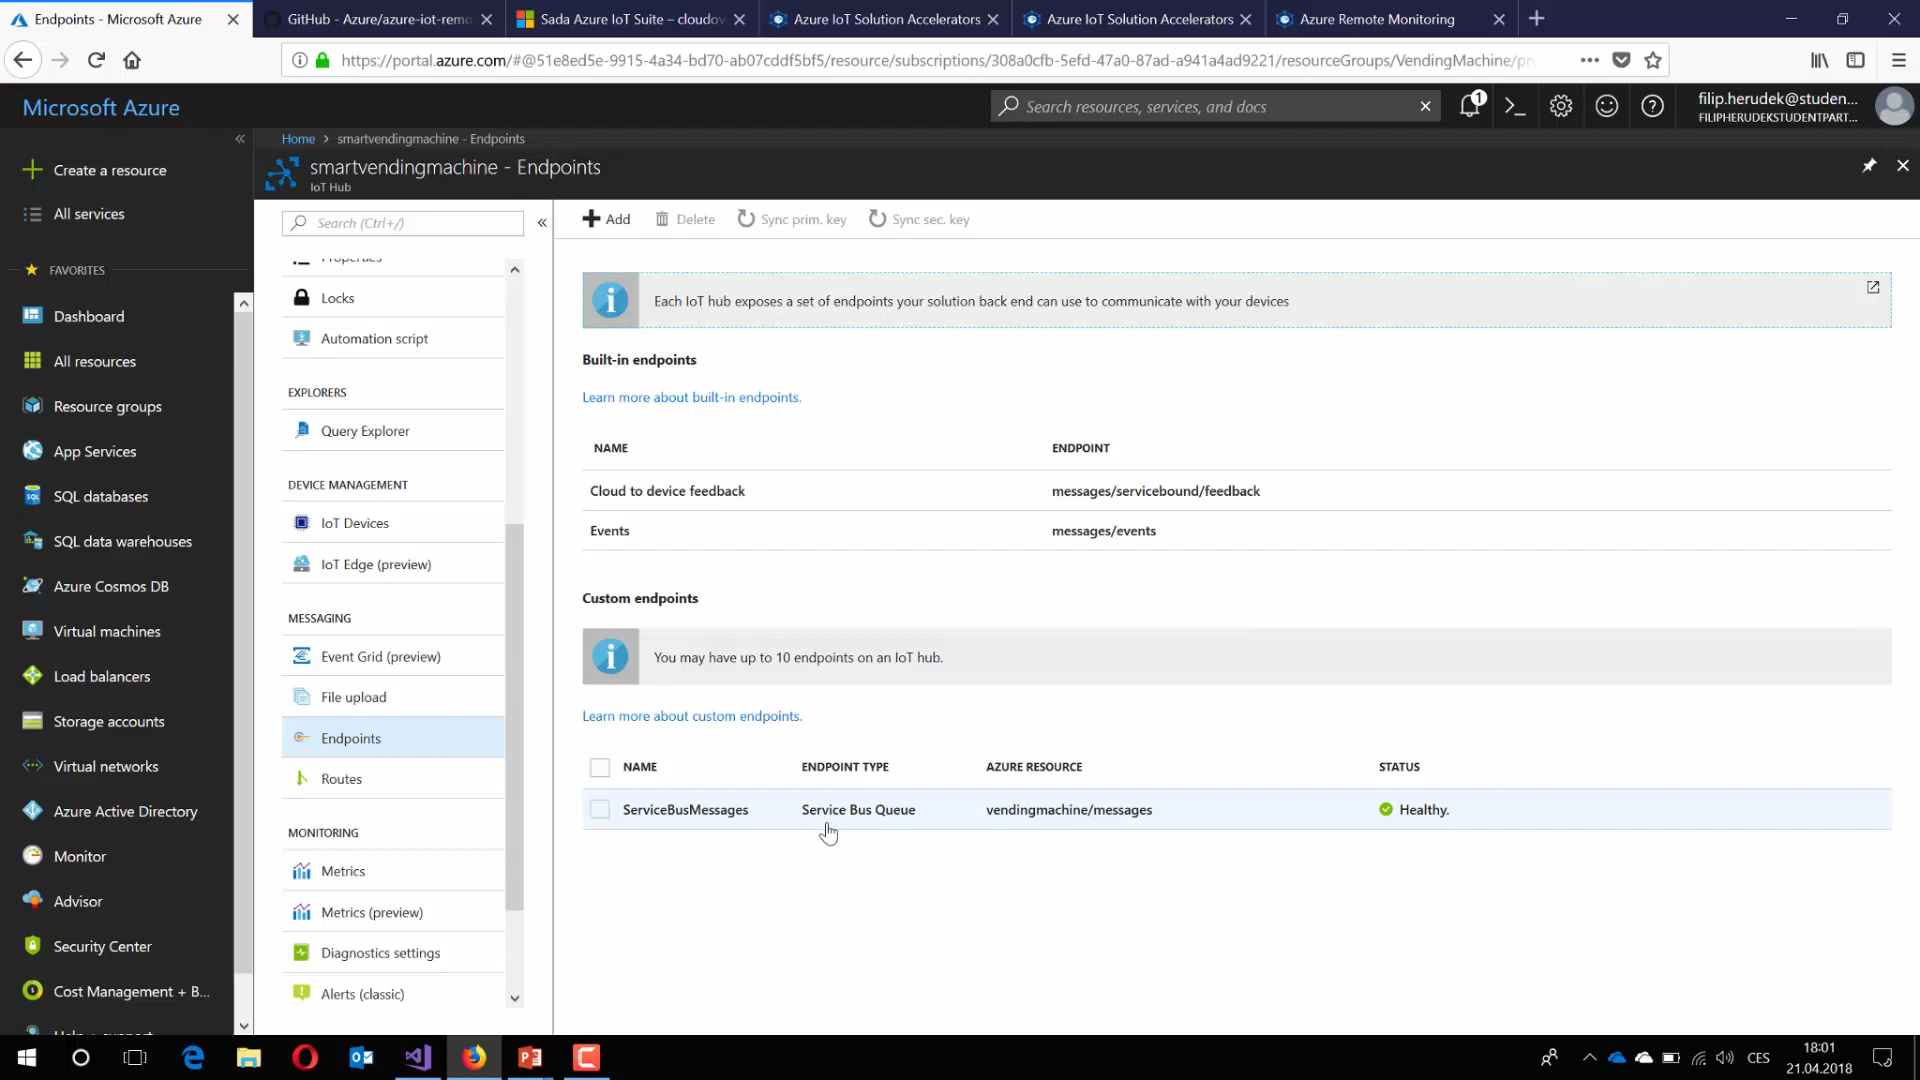 Endpoints - Microsoft Azure
GitHub - Azure/azure-iot-remo
Sada Azure IoT Suite – cloudov
Azure IoT Solution Accelerators
Azure IoT Solution Accelerators
Azure Remote Monitoring
https://portal.azure.com/#@51e8ed5e-9915-4a34-bd70-ab07cddf5bf5/resource/subscriptions/308a0cfb-5efd-47a0-87ad-a941a4ad9221/resourceGroups/VendingMachine/pr
Microsoft Azure
Search resources, services, and docs
1
filip.herudek@studen...
FILIPHERUDEKSTUDENTPART...
Home > smartvendingmachine - Endpoints
smartvendingmachine - Endpoints
IoT Hub
Create a resource
All services
FAVORITES
Dashboard
All resources
Resource groups
App Services
SQL databases
SQL data warehouses
Azure Cosmos DB
Virtual machines
Load balancers
Storage accounts
Virtual networks
Azure Active Directory
Monitor
Advisor
Security Center
Cost Management + B...
Help + support
Search (Ctrl+/)
Properties
Locks
Automation script
EXPLORERS
Query Explorer
DEVICE MANAGEMENT
IoT Devices
IoT Edge (preview)
MESSAGING
Event Grid (preview)
File upload
Endpoints
Routes
MONITORING
Metrics
Metrics (preview)
Diagnostics settings
Alerts (classic)
Add
Delete
Sync prim. key
Sync sec. key
Each IoT hub exposes a set of endpoints your solution back end can use to communicate with your devices
Built-in endpoints
Learn more about built-in endpoints.
NAME ENDPOINT
Cloud to device feedback messages/servicebound/feedback
Events messages/events
Custom endpoints
You may have up to 10 endpoints on an IoT hub.
Learn more about custom endpoints.
NAME ENDPOINT TYPE AZURE RESOURCE STATUS
ServiceBusMessages Service Bus Queue vendingmachine/messages Healthy.
CES
18:01
21.04.2018